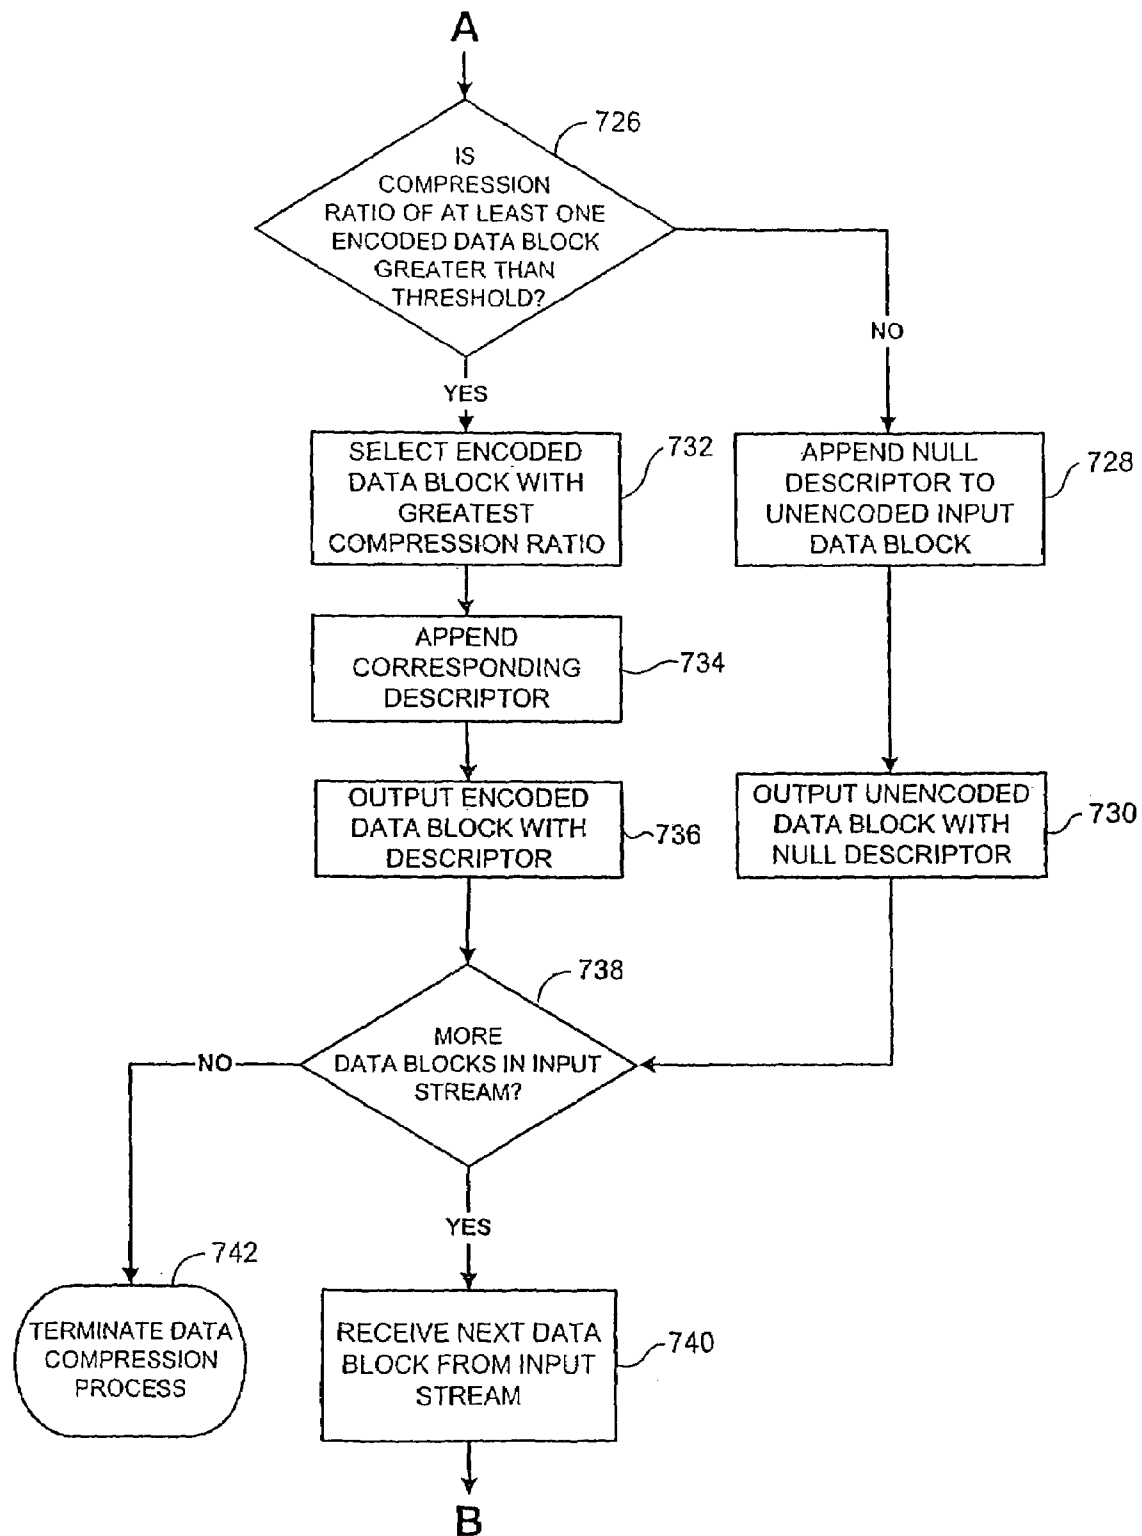 A
726
IS
COMPRESSION
RATIO OF AT LEAST ONE
ENCODED DATA BLOCK
GREATER THAN
THRESHOLD?
NO
YES
SELECT ENCODED
DATA BLOCK WITH
GREATEST
COMPRESSION RATIO
732
APPEND NULL
DESCRIPTOR TO
UNENCODED INPUT
DATA BLOCK
728
APPEND
CORRESPONDING
DESCRIPTOR
734
OUTPUT ENCODED
DATA BLOCK WITH
DESCRIPTOR
736
OUTPUT UNENCODED
DATA BLOCK WITH
NULL DESCRIPTOR
730
738
MORE
DATA BLOCKS IN INPUT
STREAM?
NO
YES
742
TERMINATE DATA
COMPRESSION
PROCESS
RECEIVE NEXT DATA
BLOCK FROM INPUT
STREAM
740
B